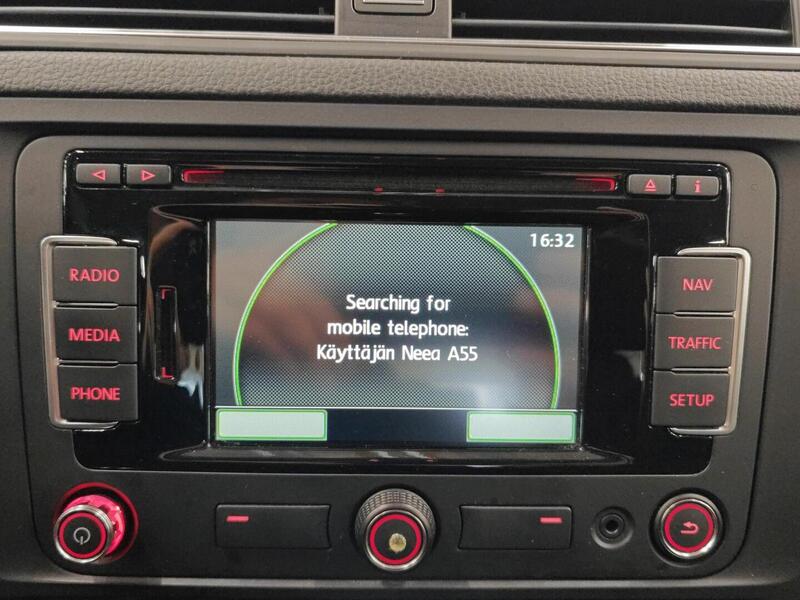 i
16:32
RADIO
MEDIA
PHONE
Searching for
mobile telephone:
Käyttäjän Neea A55
NAV
TRAFFIC
SETUP